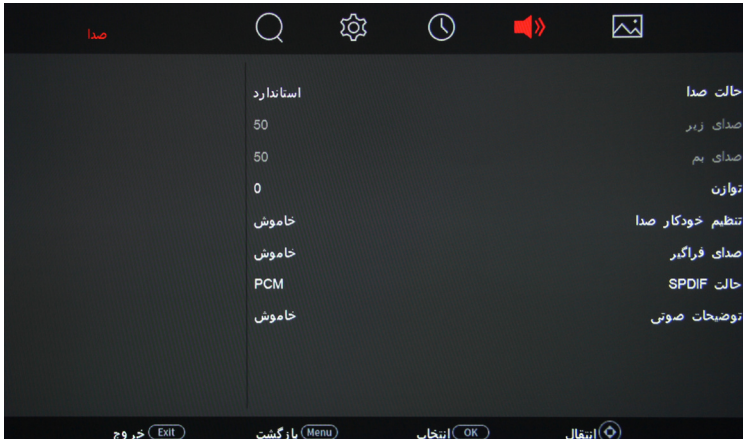 صدا
حالت صدا استاندارد
صدای زیر 50
صدای بم 50
توازن 0
تنظیم خودکار صدا خاموش
صدای فراگیر خاموش
حالت SPDIF PCM
توضیحات صوتی خاموش
انتقال OK انتخاب Menu بازگشت Exit خروج